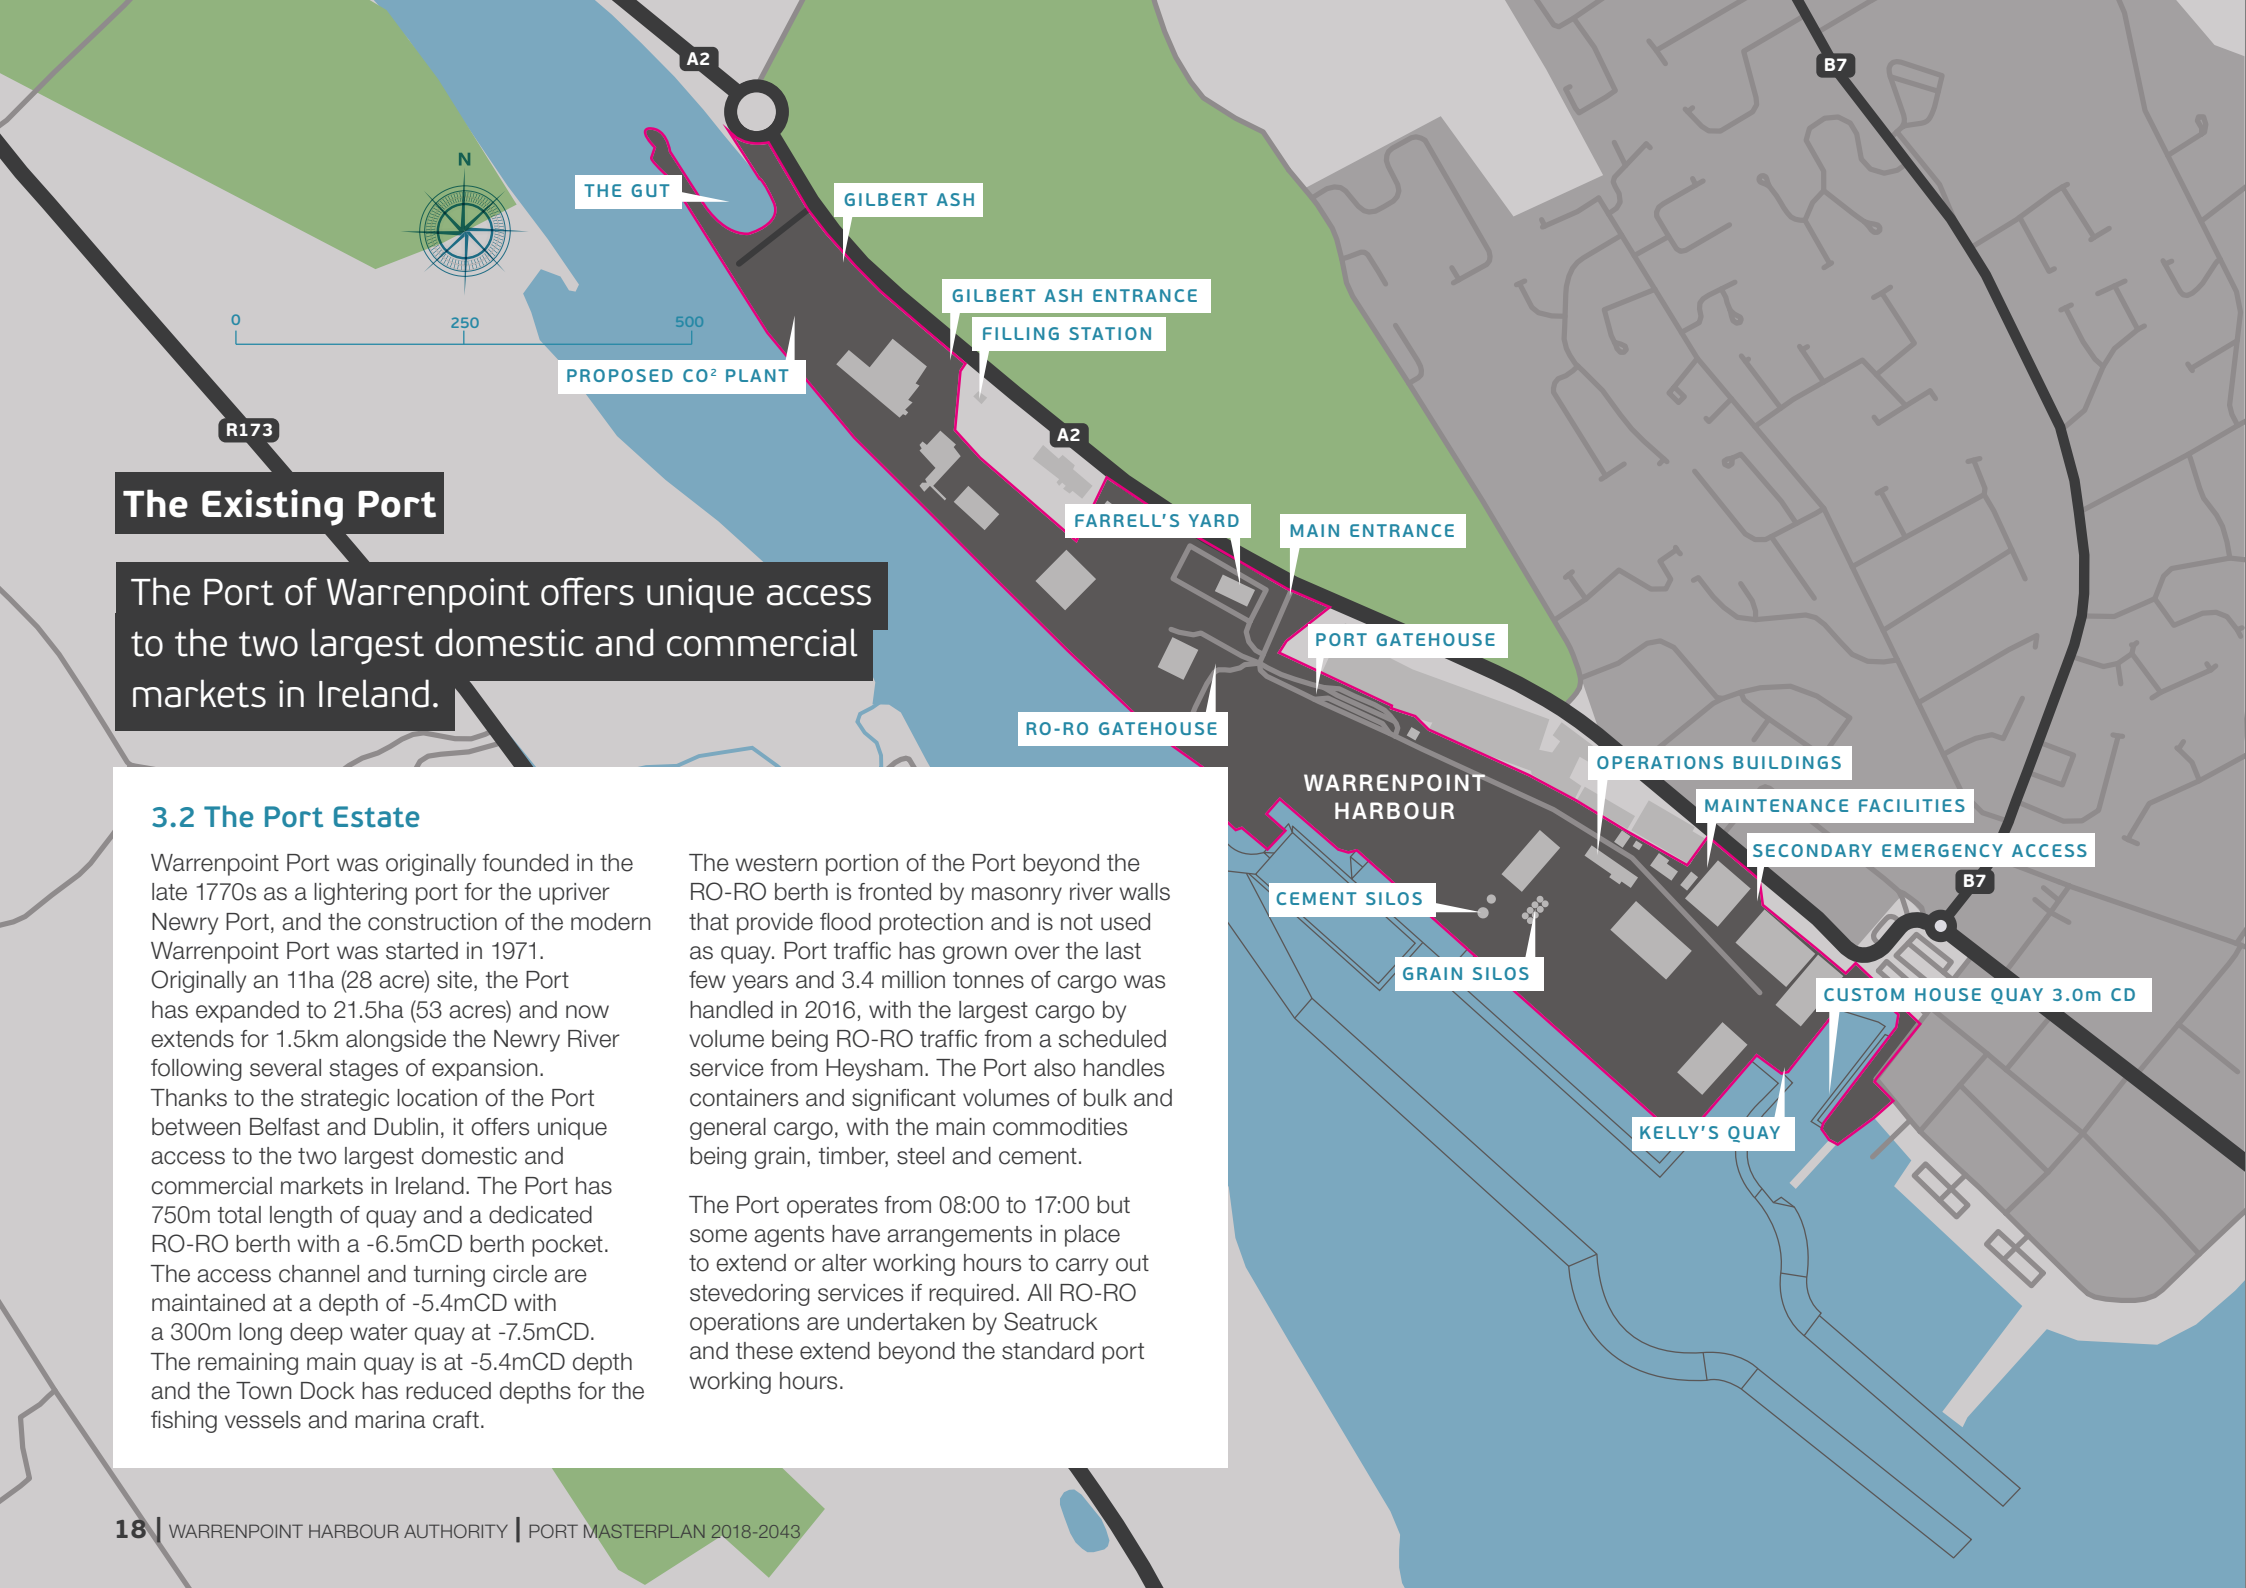 A2
B7
N
THE GUT
GILBERT ASH
GILBERT ASH ENTRANCE
FILLING STATION
0 250 500
PROPOSED CO² PLANT
R173
A2
The Existing Port
FARRELL'S YARD
MAIN ENTRANCE
The Port of Warrenpoint offers unique access
to the two largest domestic and commercial
markets in Ireland.
PORT GATEHOUSE
RO-RO GATEHOUSE
OPERATIONS BUILDINGS
WARRENPOINT
HARBOUR
MAINTENANCE FACILITIES
SECONDARY EMERGENCY ACCESS
B7
CEMENT SILOS
GRAIN SILOS
CUSTOM HOUSE QUAY 3.0m CD
KELLY'S QUAY
3.2 The Port Estate
Warrenpoint Port was originally founded in the
late 1770s as a lightering port for the upriver
Newry Port, and the construction of the modern
Warrenpoint Port was started in 1971.
Originally an 11ha (28 acre) site, the Port
has expanded to 21.5ha (53 acres) and now
extends for 1.5km alongside the Newry River
following several stages of expansion.
Thanks to the strategic location of the Port
between Belfast and Dublin, it offers unique
access to the two largest domestic and
commercial markets in Ireland. The Port has
750m total length of quay and a dedicated
RO-RO berth with a -6.5mCD berth pocket.
The access channel and turning circle are
maintained at a depth of -5.4mCD with
a 300m long deep water quay at -7.5mCD.
The remaining main quay is at -5.4mCD depth
and the Town Dock has reduced depths for the
fishing vessels and marina craft.
The western portion of the Port beyond the
RO-RO berth is fronted by masonry river walls
that provide flood protection and is not used
as quay. Port traffic has grown over the last
few years and 3.4 million tonnes of cargo was
handled in 2016, with the largest cargo by
volume being RO-RO traffic from a scheduled
service from Heysham. The Port also handles
containers and significant volumes of bulk and
general cargo, with the main commodities
being grain, timber, steel and cement.
The Port operates from 08:00 to 17:00 but
some agents have arrangements in place
to extend or alter working hours to carry out
stevedoring services if required. All RO-RO
operations are undertaken by Seatruck
and these extend beyond the standard port
working hours.
18 | WARRENPOINT HARBOUR AUTHORITY | PORT MASTERPLAN 2018-2043